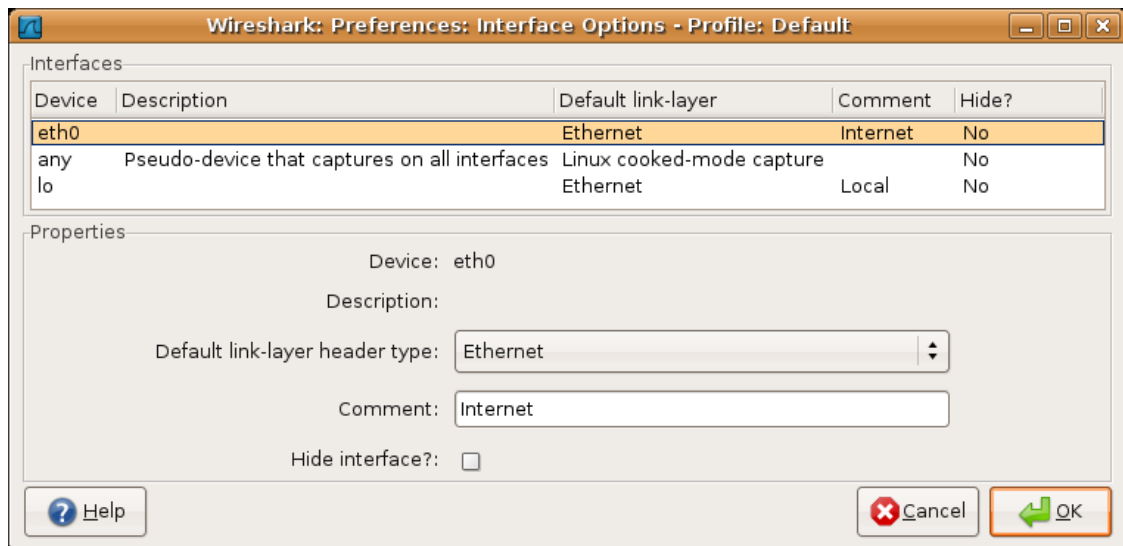 Wireshark: Preferences: Interface Options - Profile: Default
Interfaces
Device Description Default link-layer Comment Hide?
eth0 Ethernet Internet No
any Pseudo-device that captures on all interfaces Linux cooked-mode capture No
lo Ethernet Local No
Properties
Device: eth0
Description:
Default link-layer header type: Ethernet
Comment: Internet
Hide interface?:
Help Cancel OK